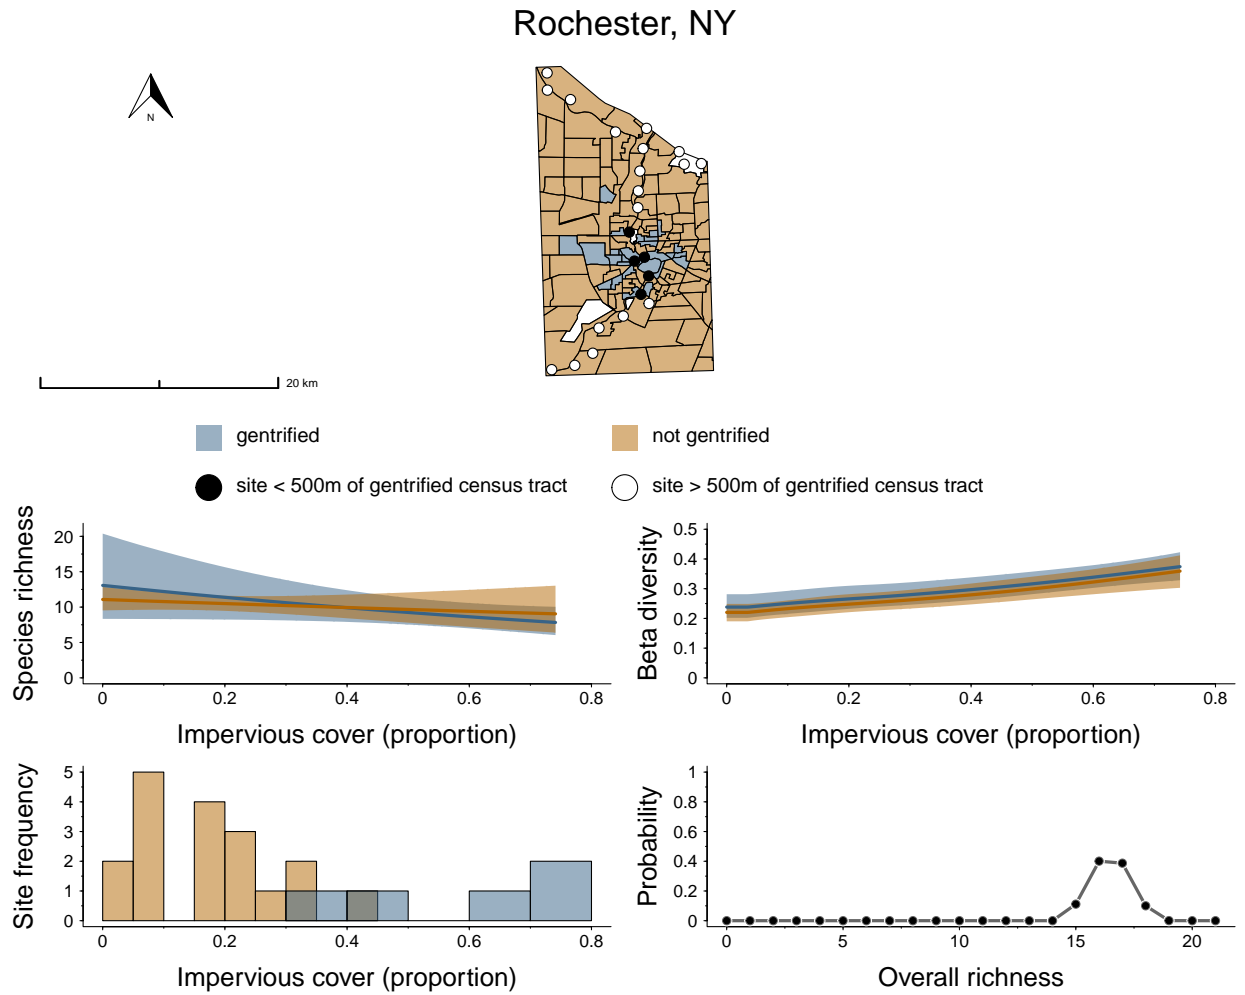 Rochester, NY
N
20 km
gentrified
not gentrified
site < 500m of gentrified census tract
site > 500m of gentrified census tract
Species richness
20
15
10
5
0
0 0.2 0.4 0.6 0.8
Impervious cover (proportion)
Beta diversity
0.5
0.4
0.3
0.2
0.1
0
0 0.2 0.4 0.6 0.8
Impervious cover (proportion)
Site frequency
5
4
3
2
1
0
0 0.2 0.4 0.6 0.8
Impervious cover (proportion)
Probability
1
0.8
0.6
0.4
0.2
0
0 5 10 15 20
Overall richness